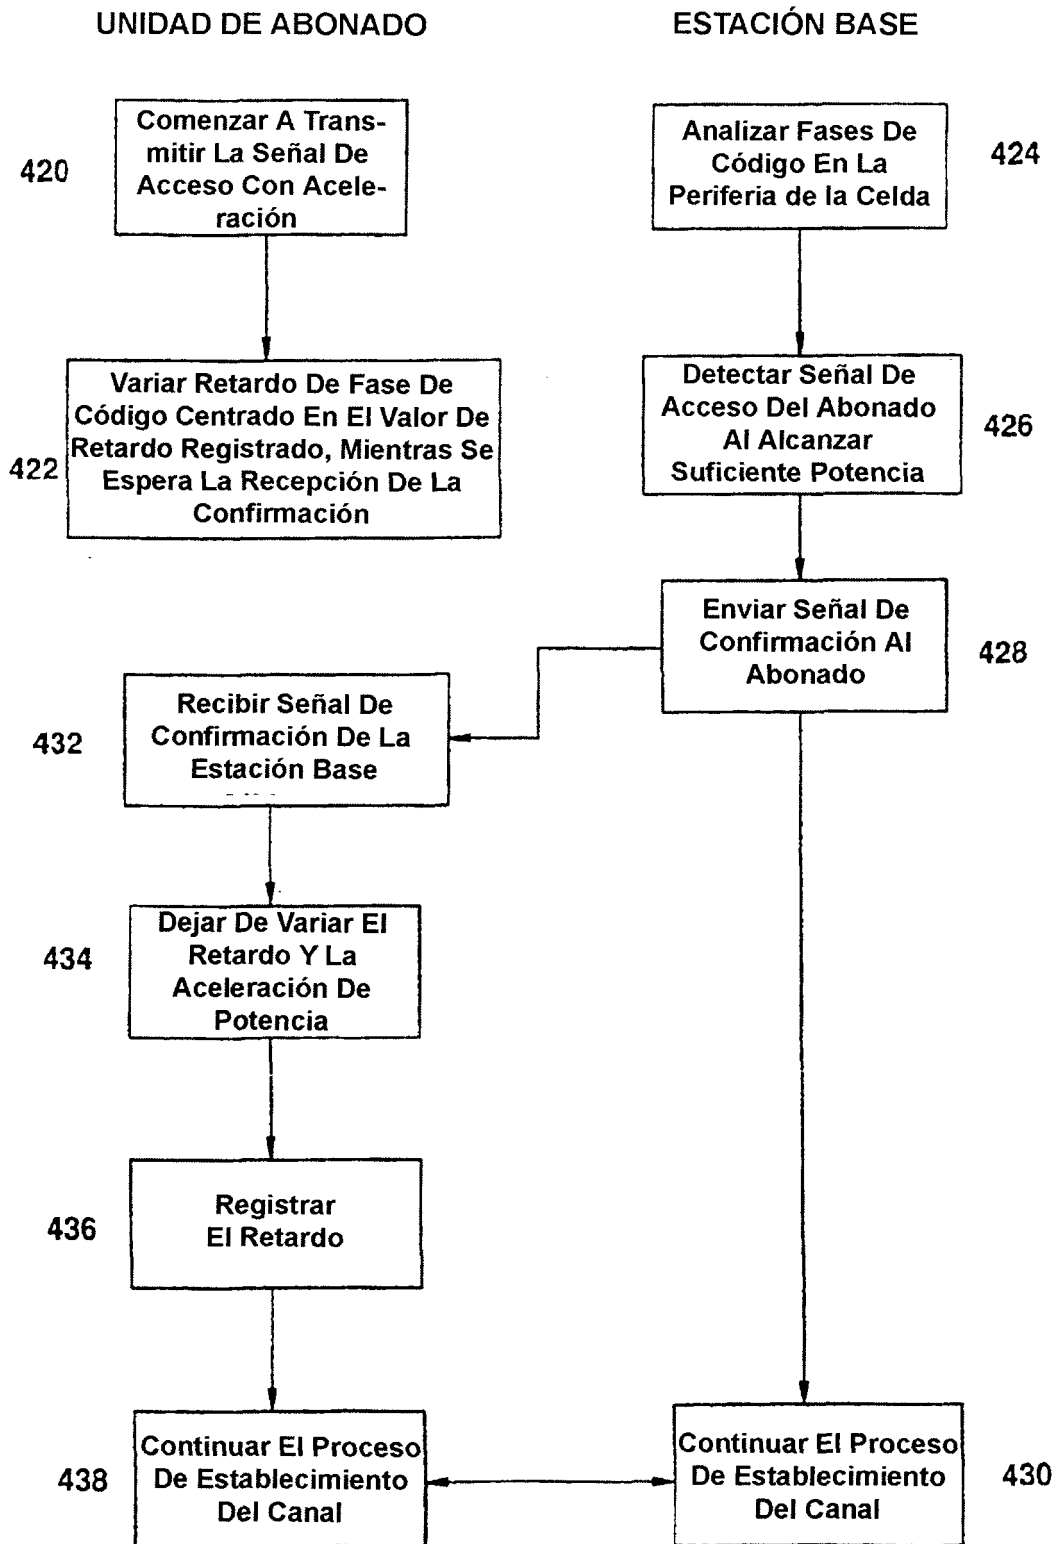 UNIDAD DE ABONADO
ESTACIÓN BASE
420
Comenzar A Trans-
mitir La Señal De
Acceso Con Acele-
ración
Analizar Fases De
Código En La
Periferia de la Celda
424
422
Variar Retardo De Fase De
Código Centrado En El Valor De
Retardo Registrado, Mientras Se
Espera La Recepción De La
Confirmación
Detectar Señal De
Acceso Del Abonado
Al Alcanzar
Suficiente Potencia
426
Enviar Señal De
Confirmación Al
Abonado
428
432
Recibir Señal De
Confirmación De La
Estación Base
434
Dejar De Variar El
Retardo Y La
Aceleración De
Potencia
436
Registrar
El Retardo
438
Continuar El Proceso
De Establecimiento
Del Canal
Continuar El Proceso
De Establecimiento
Del Canal
430